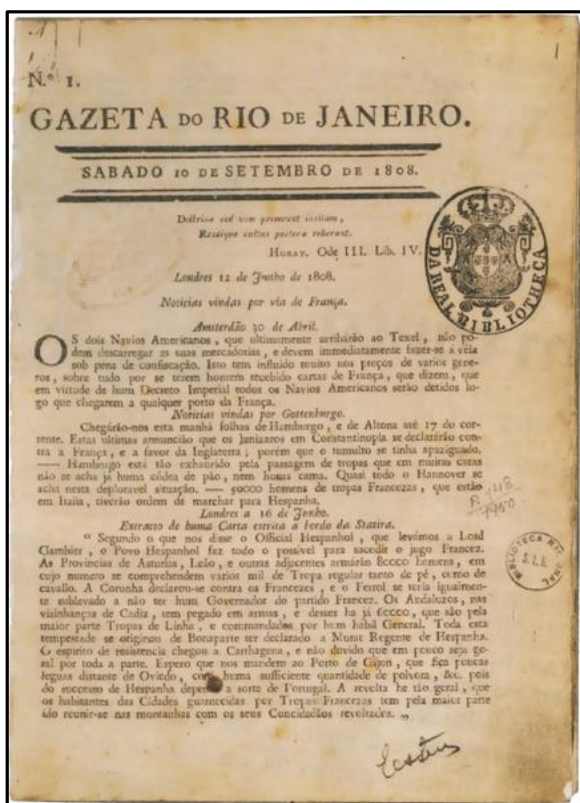 1
N.º 1.
GAZETA DO RIO DE JANEIRO.
SABADO 10 DE SETEMBRO DE 1808.
Doctrina sed vim promovet insitam,
Rectique cultus pectora roborant.
HORAT. Ode III. Lib. IV.
DA REAL BIBLIOTHECA
Londres 12 de Junho de 1808.
Noticias vindas por via de França.
Amsterdão 30 de Abril.
OS dois Navios Americanos, que ultimamente arribárão ao Texel, não po-
dem descarregar as suas mercadorias, e devem immediatamente fazer-se á véla
sob pena de confiscação. Isto tem influido muito nos preços de varios gene-
ros, sobre tudo por se terem hontem recebido cartas de França, que dizem, que
em virtude de hum Decreto Imperial todos os Navios Americanos serão detidos lo-
go que chegarem a qualquer porto da França.
Noticias vindas por Gottenburgo.
Chegárão-nos esta manhã folhas de Hamburgo, e de Altona até 17 do cor-
rente. Estas ultimas annuncião que os Janizaros em Constantinopla se declarárão con-
tra a França, e a favor da Inglaterra; porém que o tumulto se tinha apaziguado.
—— Hamburgo está tão exhaurido pela passagem de tropas que em muitas casas
não se acha já huma códea de pão, nem huma cama. Quasi todo o Hannover se
acha nesta deploravel situação. —— 50000 homens de tropas Francezas, que estão
em Italia, tiverão ordem de marchar para Hespanha.
Londres a 16 de Junho.
Extracto de huma Carta escrita a bordo da Statira.
" Segundo o que nos disse o Official Hespanhol, que levámos a Lord
Gambier, o Povo Hespanhol faz todo o possivel para sacodir o jugo Francez.
As Provincias de Asturias, Leão, e outras adjacentes armárão 80000 homens, em
cujo numero se comprehendem varios mil de Tropa regular tanto de pé, como de
cavallo. A Corunha declarou-se contra os Francezes, e o Ferrol se teria igualmen-
te sublevado a não ter hum Governador do partido Francez. Os Andaluzos, nas
vizinhanças de Cadiz, tem pegado em armas, e destes ha já 60000, que são pela
maior parte Tropas de Linha, e commandados por hum habil General. Toda esta
tempestade se originou de Bonaparte ter declarado a Murat Regente de Hespanha.
O espirito de resistencia chegou a Carthagena, e não duvido que em pouco seja ge-
ral por toda a parte. Espero que nos mandem ao Porto de Gijon, que fica poucas
leguas distante de Oviedo, com huma sufficiente quantidade de polvora, &c. pois
do successo de Hespanha depende a sorte de Portugal. A revolta he tão geral, que
os habitantes das Cidades guarnecidas por Tropas Francezas tem pela maior parte
ido reunir-se nas montanhas com os seus Concidadãos revoltados. „